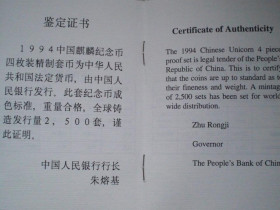 鉴定证书
1994中国麒麟纪念币
四枚装精制套币为中华人民
共和国法定货币，由中国人
民银行发行。此套纪念币成
色标准，重量合格，全球铸
造发行量2，500套，谨
此证明。
中国人民银行行长
朱熔基
Certificate of Authenticity
The 1994 Chinese Unicorn 4 piece
proof set is legal tender of the People's
Republic of China. This is to certify
that the coins are up to standard as to
their fineness and weight. A mintage
of 2,500 sets has been set for world
wide distribution.
Zhu Rongji
Governor
The People's Bank of China